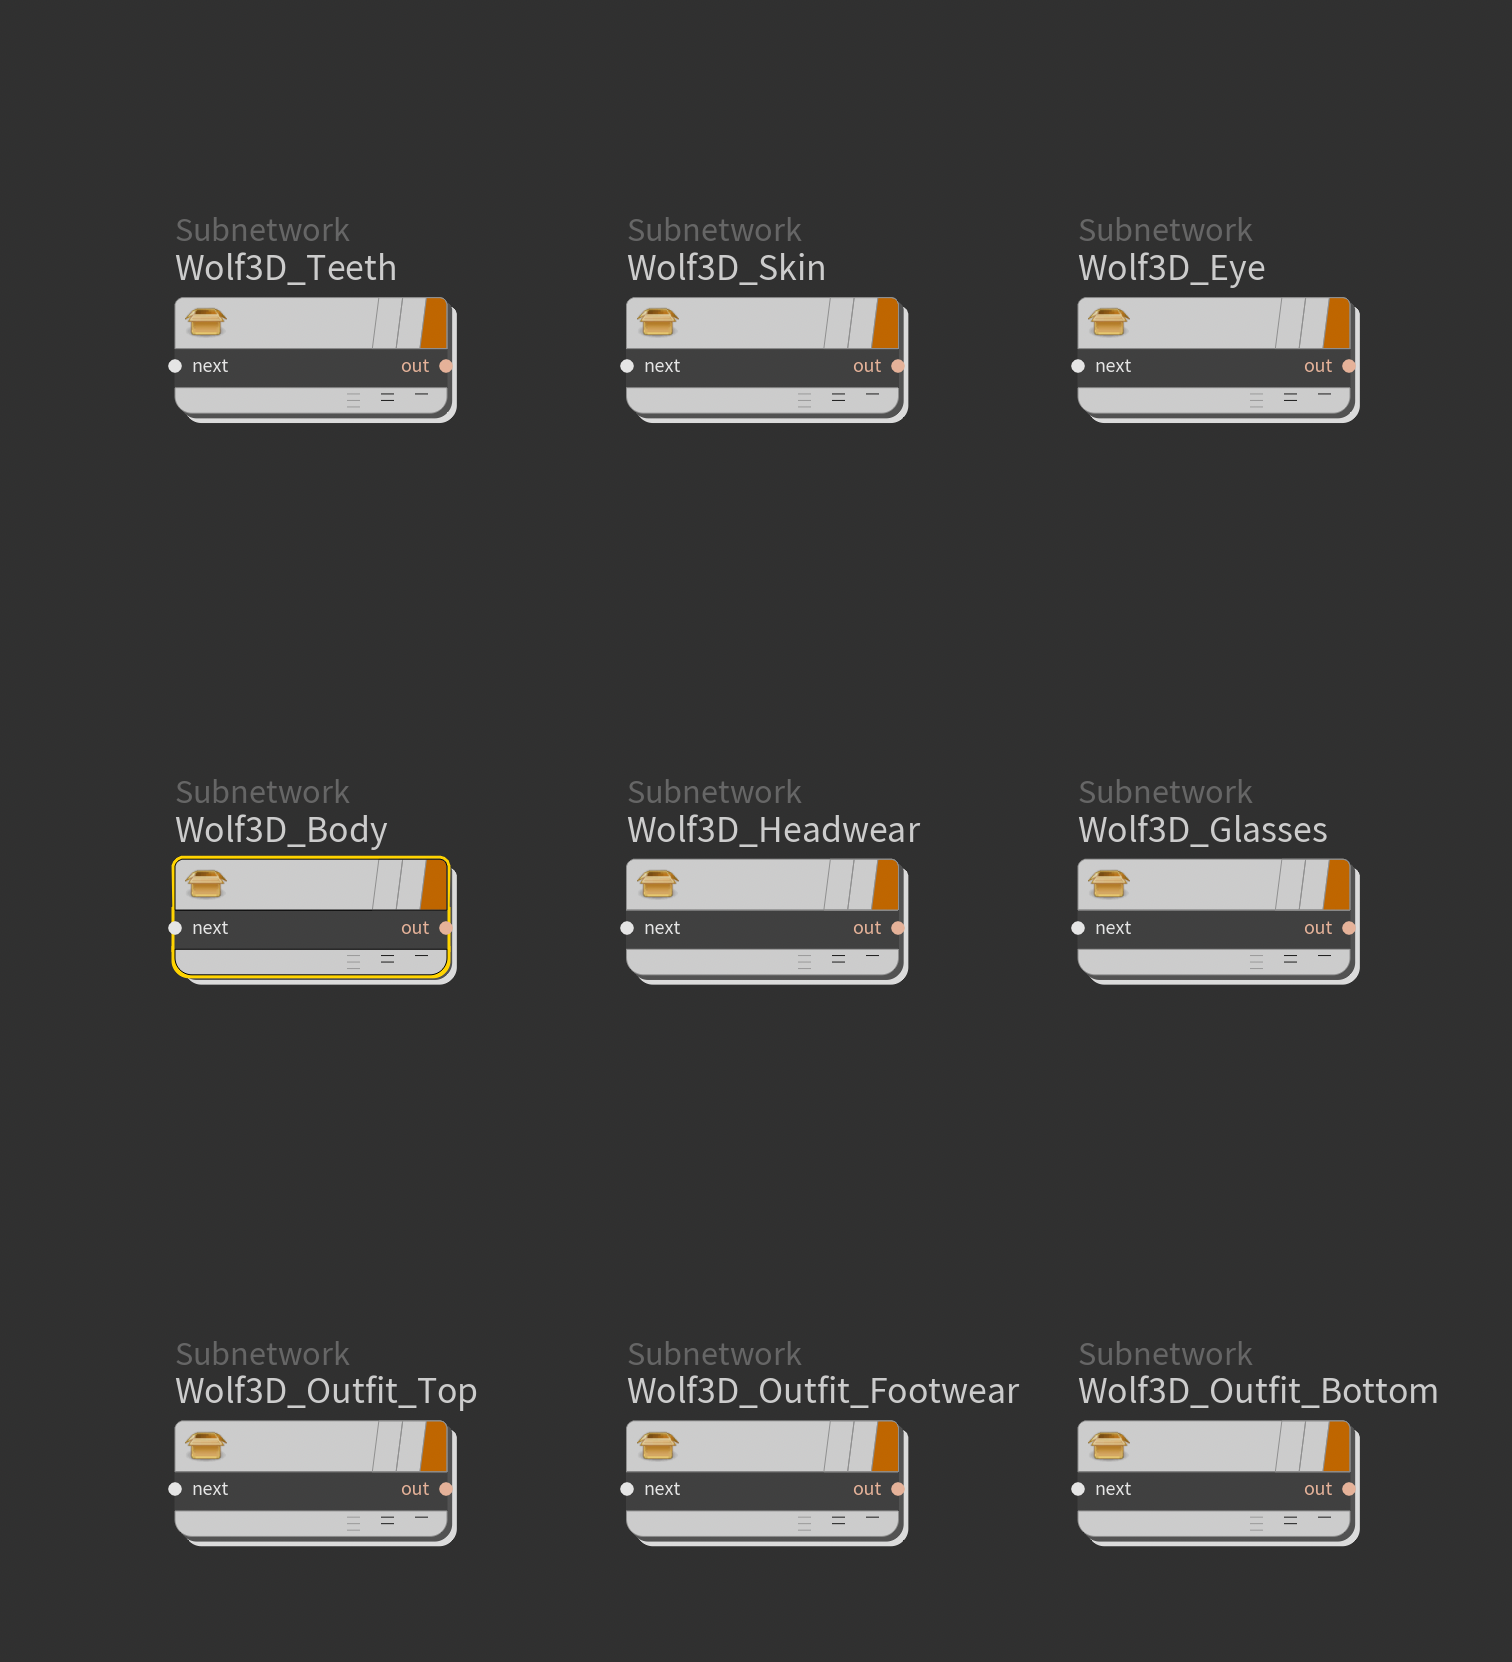 Subnetwork
Wolf3D_Teeth
next out
Subnetwork
Wolf3D_Skin
next out
Subnetwork
Wolf3D_Eye
next out
Subnetwork
Wolf3D_Body
next out
Subnetwork
Wolf3D_Headwear
next out
Subnetwork
Wolf3D_Glasses
next out
Subnetwork
Wolf3D_Outfit_Top
next out
Subnetwork
Wolf3D_Outfit_Footwear
next out
Subnetwork
Wolf3D_Outfit_Bottom
next out